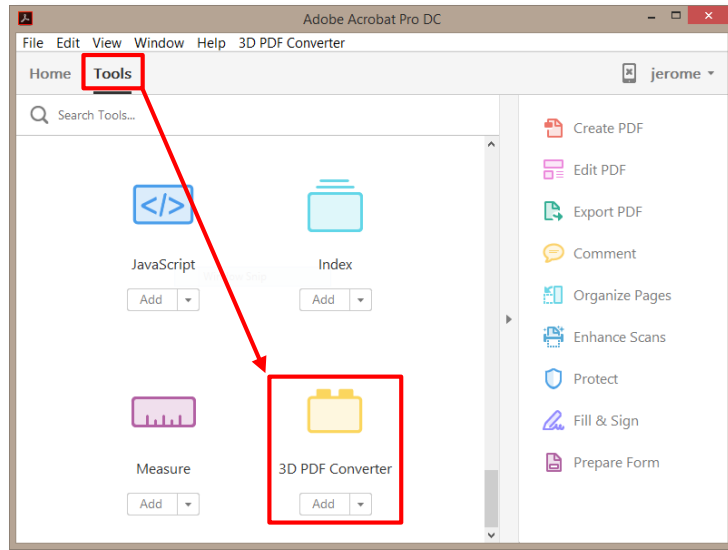 Adobe Acrobat Pro DC
File Edit View Window Help 3D PDF Converter
Home Tools jerome
Search Tools...
JavaScript Index
Add Add
Measure 3D PDF Converter
Add Add
Create PDF
Edit PDF
Export PDF
Comment
Organize Pages
Enhance Scans
Protect
Fill & Sign
Prepare Form